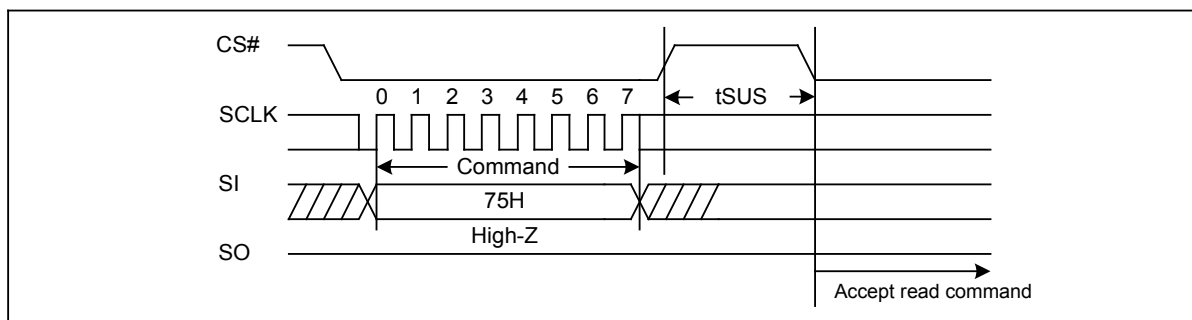 CS#
0 1 2 3 4 5 6 7
tSUS
SCLK
Command
SI
75H
High-Z
SO
Accept read command